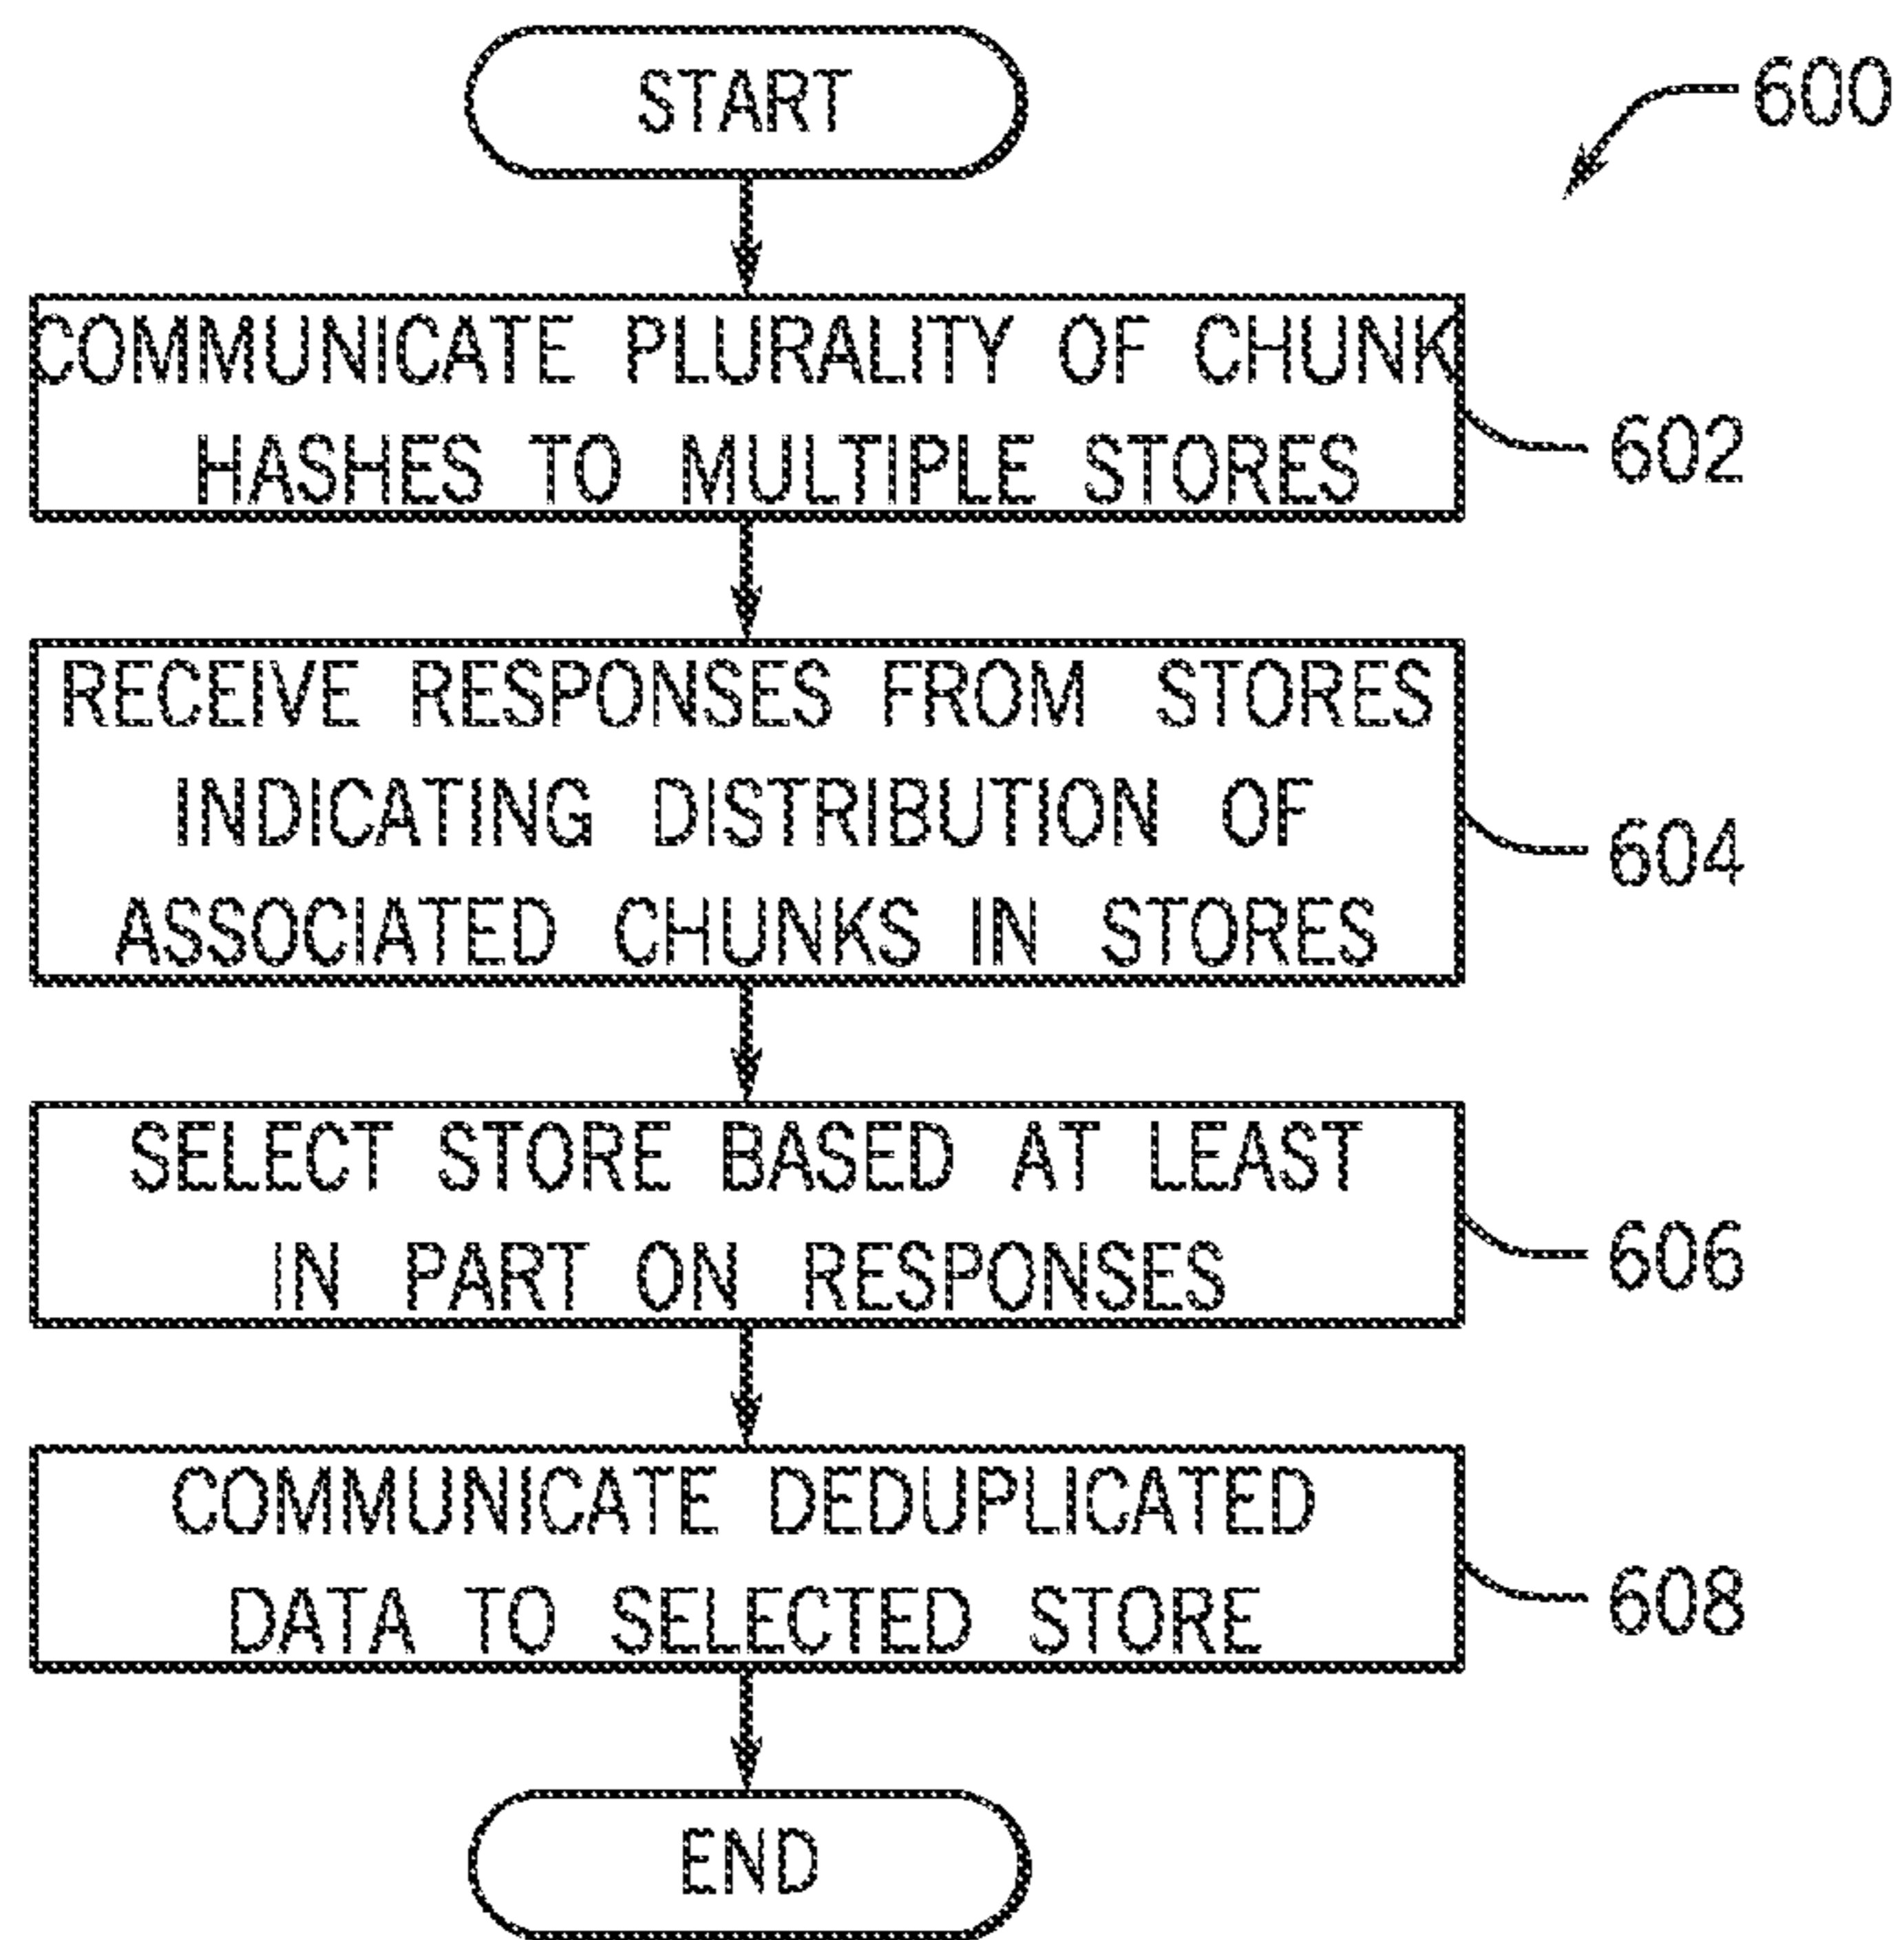 START
600
COMMUNICATE PLURALITY OF CHUNK
HASHES TO MULTIPLE STORES
602
RECEIVE RESPONSES FROM STORES
INDICATING DISTRIBUTION OF
ASSOCIATED CHUNKS IN STORES
604
SELECT STORE BASED AT LEAST
IN PART ON RESPONSES
606
COMMUNICATE DEDUPLICATED
DATA TO SELECTED STORE
608
END